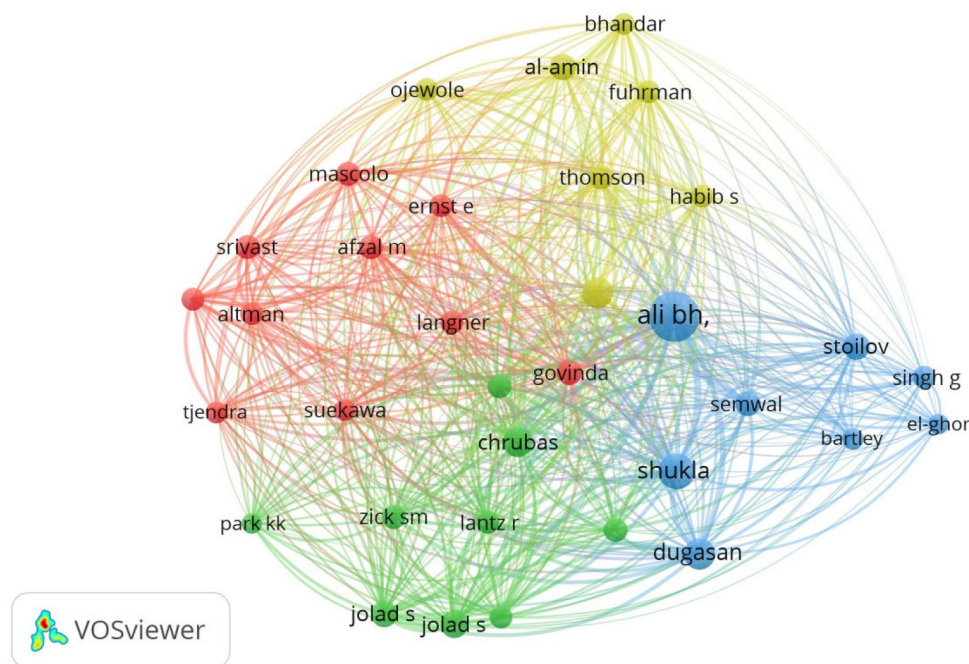 bhandar
al-amin
ojewole
fuhrman
mascolo
thomson
habib s
ernst e
srivast
afzal m
altman
langner
ali bh,
stoilov
govinda
singh g
tjendra
suekawa
semwal
el-ghor
bartley
chrubas
shukla
park kk
zick sm
lantz r
dugasan
jolad s
jolad s
VOSviewer